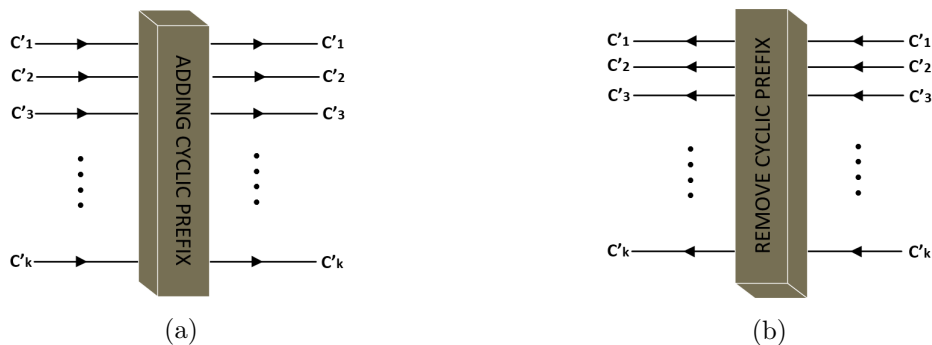 C'1 C'1
C'2 C'2
C'3 C'3
C'k C'k
ADDING CYCLIC PREFIX
(a)
C'1 C'1
C'2 C'2
C'3 C'3
C'k C'k
REMOVE CYCLIC PREFIX
(b)